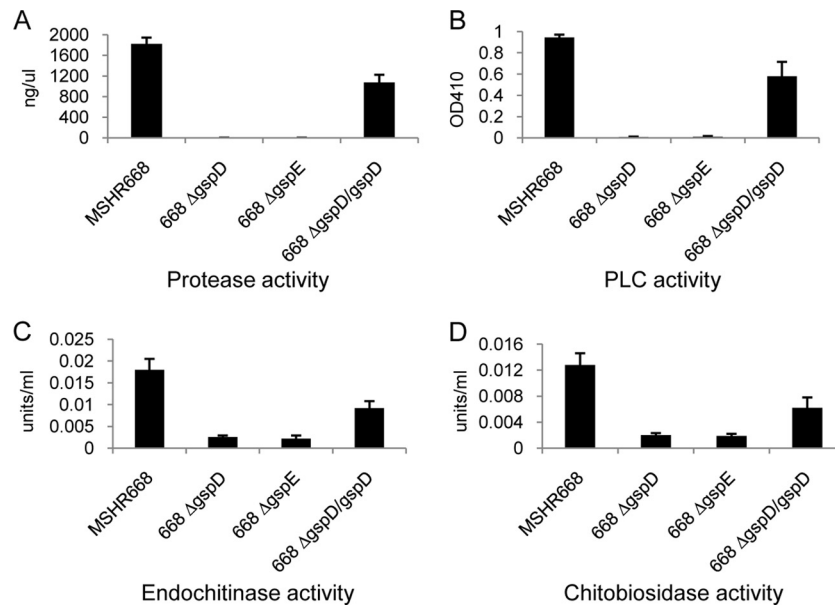 A
ng/ul
2000
1600
1200
800
400
0
MSHR668
668 ΔgspD
668 ΔgspE
668 ΔgspD/gspD
Protease activity
B
OD410
1
0.8
0.6
0.4
0.2
0
MSHR668
668 ΔgspD
668 ΔgspE
668 ΔgspD/gspD
PLC activity
C
units/ml
0.025
0.02
0.015
0.01
0.005
0
MSHR668
668 ΔgspD
668 ΔgspE
668 ΔgspD/gspD
Endochitinase activity
D
units/ml
0.016
0.012
0.008
0.004
0
MSHR668
668 ΔgspD
668 ΔgspE
668 ΔgspD/gspD
Chitobiosidase activity